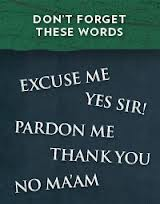 DON'T FORGET
THESE WORDS
EXCUSE ME
YES SIR!
PARDON ME
THANK YOU
NO MA'AM